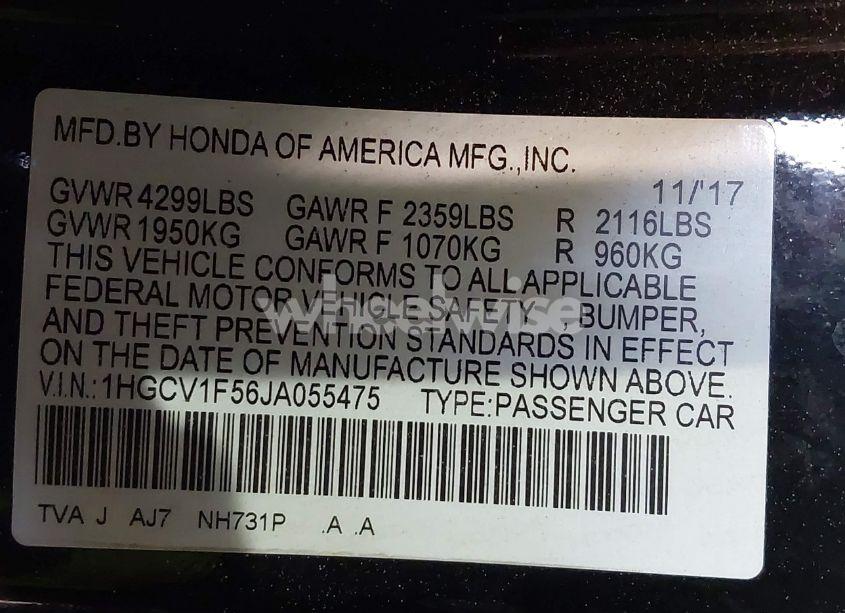 MFD.BY HONDA OF AMERICA MFG.,INC.
11/'17
GVWR 4299LBS GAWR F 2359LBS R 2116LBS
GVWR 1950KG GAWR F 1070KG R 960KG
THIS VEHICLE CONFORMS TO ALL APPLICABLE
FEDERAL MOTOR VEHICLE SAFETY , BUMPER,
wheelwise
AND THEFT PREVENTION STANDARDS IN EFFECT
ON THE DATE OF MANUFACTURE SHOWN ABOVE.
V.I.N.: 1HGCV1F56JA055475 TYPE:PASSENGER CAR
TVA J AJ7 NH731P .A .A